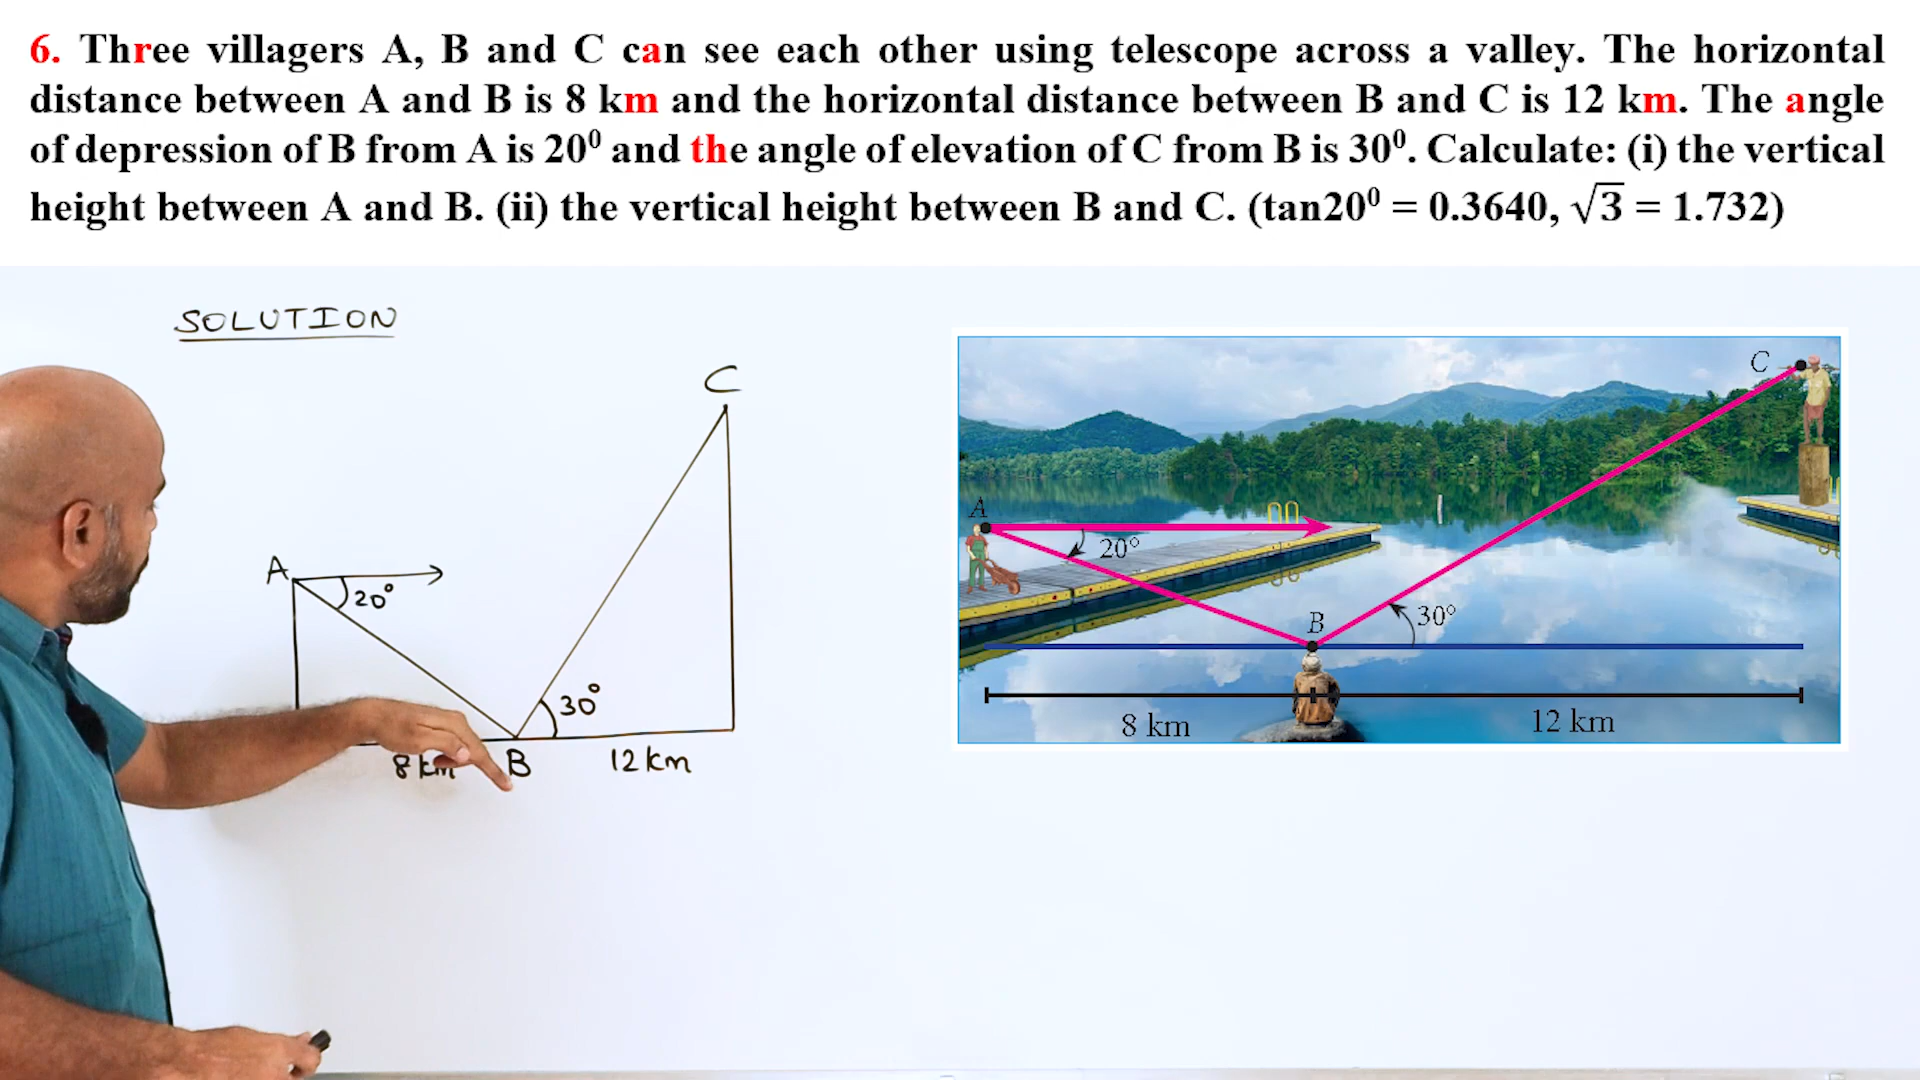 6. Three villagers A, B and C can see each other using telescope across a valley. The horizontal
distance between A and B is 8 km and the horizontal distance between B and C is 12 km. The angle
of depression of B from A is 20⁰ and the angle of elevation of C from B is 30⁰. Calculate: (i) the vertical
height between A and B. (ii) the vertical height between B and C. (tan20⁰ = 0.3640, √3 = 1.732)
SOLUTION
C
A
20°
30°
8 km
B
12 km
C
A
20°
B
30°
8 km
12 km